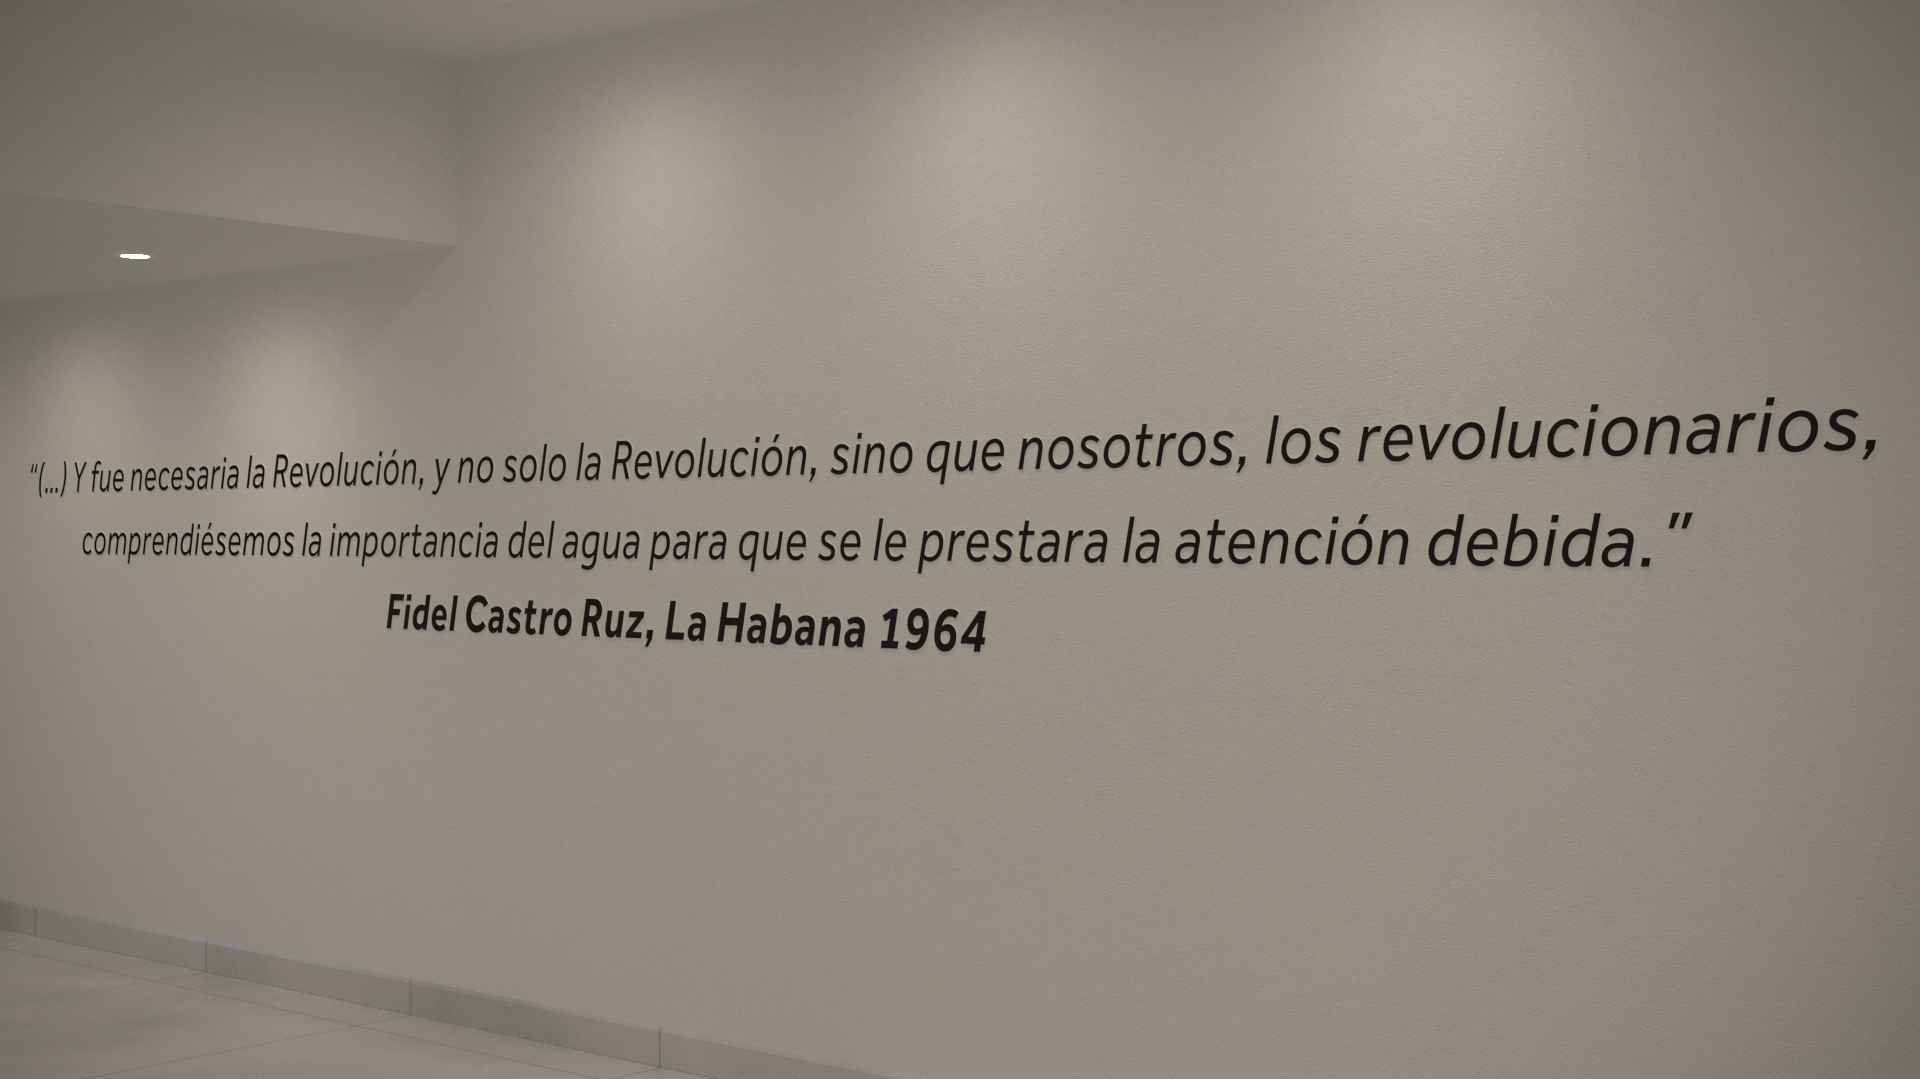 “(...) Y fue necesaria la Revolución, y no solo la Revolución, sino que nosotros, los revolucionarios,
comprendiésemos la importancia del agua para que se le prestara la atención debida.”
Fidel Castro Ruz, La Habana 1964